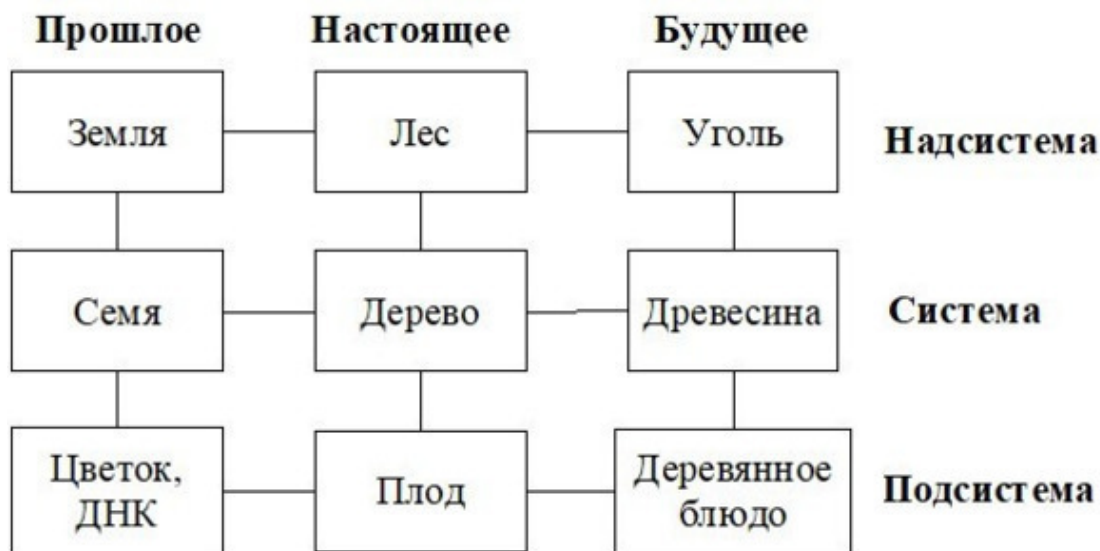 Прошлое Настоящее Будущее
Земля Лес Уголь Надсистема
Семя Дерево Древесина Система
Цветок,
ДНК
Плод
Деревянное
блюдо
Подсистема